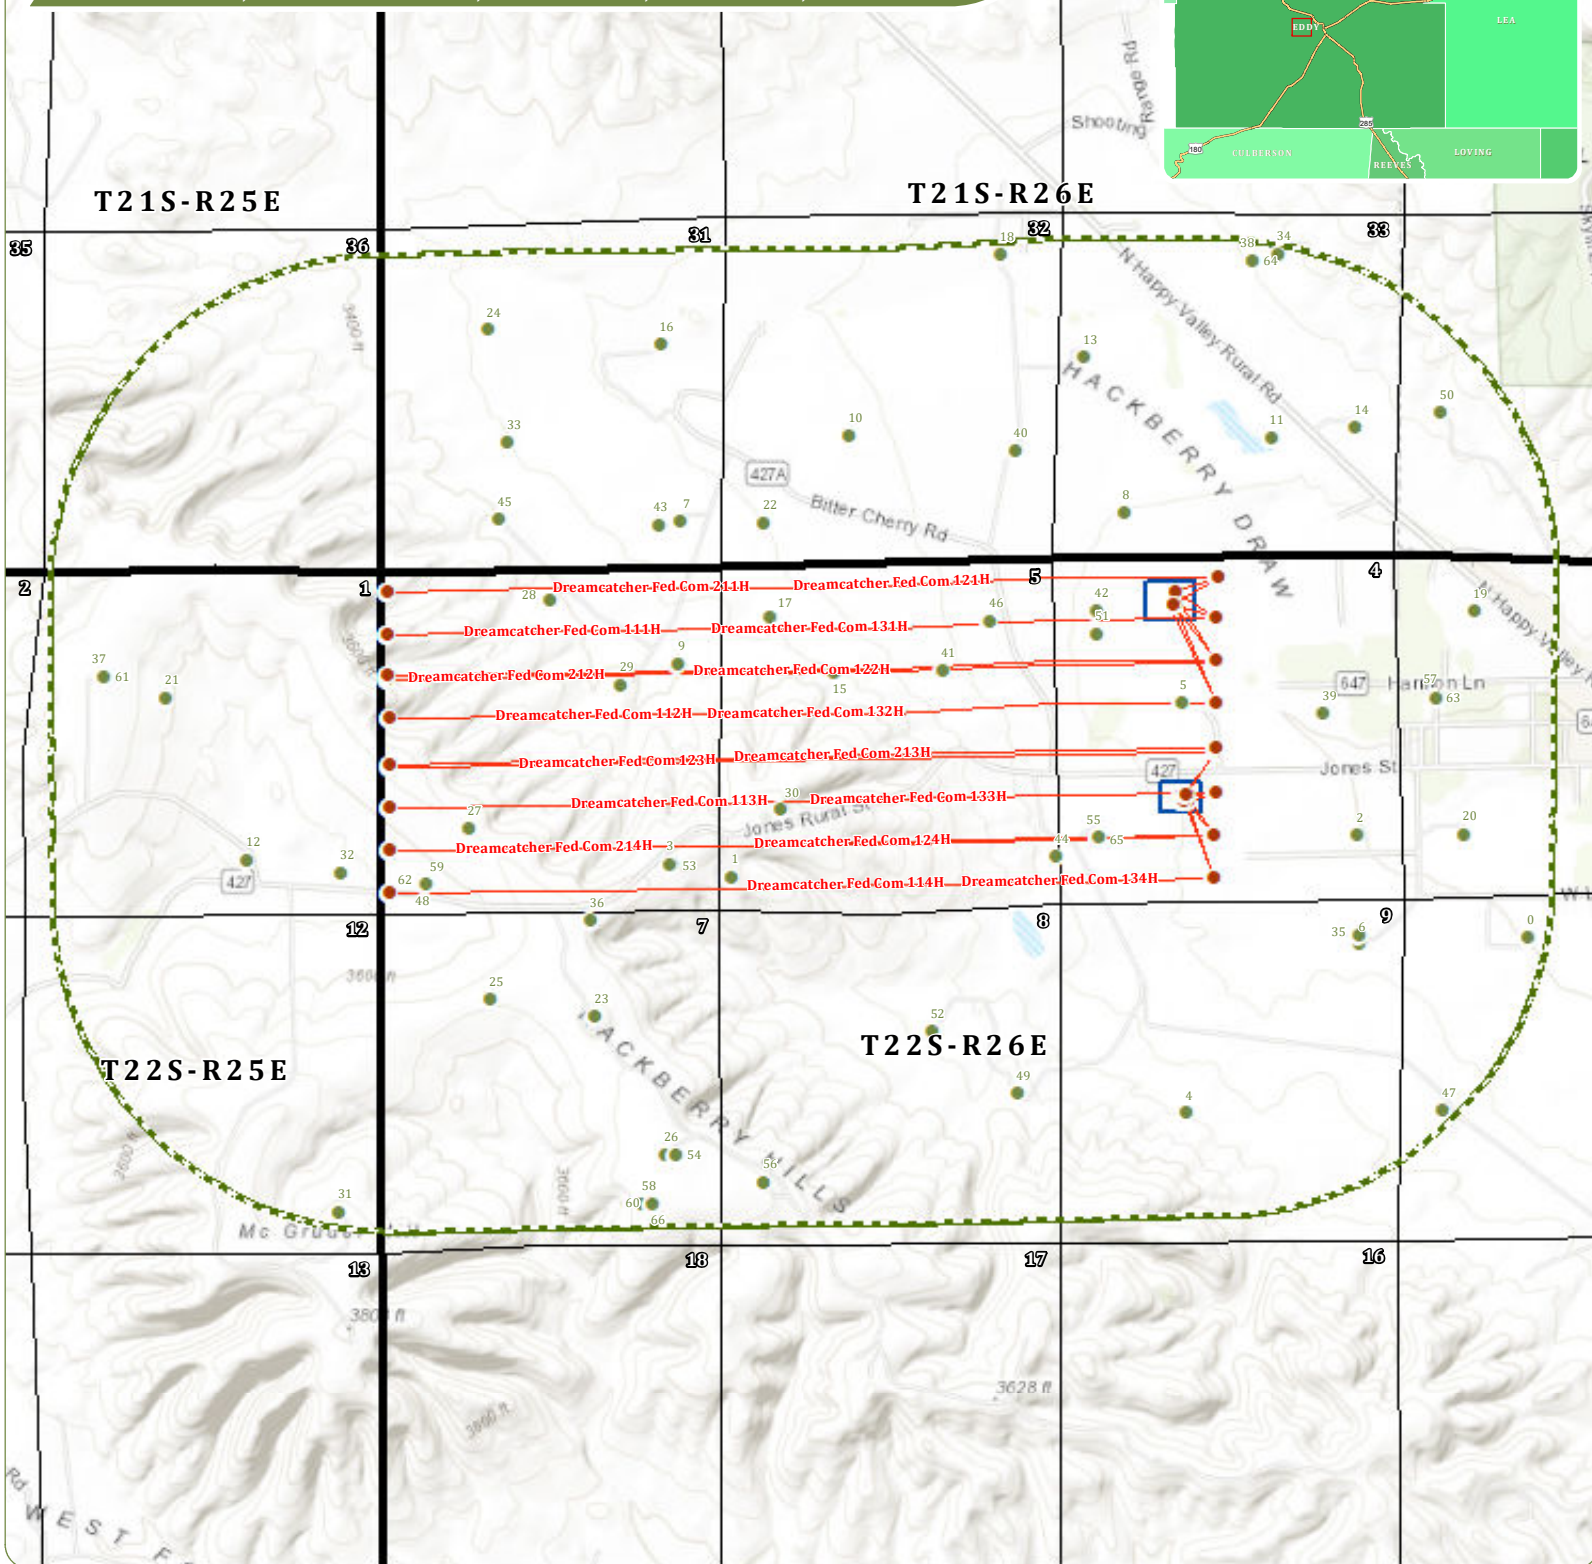 EDDY
LEA
285
180
CULBERSON
REEVES
LOVING
Shooting Range Rd
T21S-R25E
T21S-R26E
35
36
31
32
33
18
38
34
64
3400 ft
24
16
13
N Happy Valley Rural Rd
HACKBERRY DRAW
33
10
40
11
14
50
427A
Bitter Cherry Rd
45
43
7
22
8
2
1
5
4
Dreamcatcher Fed Com 211H
Dreamcatcher Fed Com 121H
28
17
46
42
51
19
N Happy Valley R
Dreamcatcher Fed Com 111H
Dreamcatcher Fed Com 131H
3600 ft
37
61
21
29
9
41
15
Dreamcatcher Fed Com 212H
Dreamcatcher Fed Com 122H
5
39
647
Harmon Ln
57
63
Dreamcatcher Fed Com 112H
Dreamcatcher Fed Com 132H
Dreamcatcher Fed Com 123H
Dreamcatcher Fed Com 213H
427
Jones St
Dreamcatcher Fed Com 113H
30
Dreamcatcher Fed Com 133H
Jones Rural St
27
55
65
2
20
Dreamcatcher Fed Com 214H
Dreamcatcher Fed Com 124H
44
12
32
427
59
62
48
3
53
1
Dreamcatcher Fed Com 114H
Dreamcatcher Fed Com 134H
36
12
7
8
9
35
6
0
25
23
52
T22S-R25E
T22S-R26E
HACKBERRY HILLS
49
4
47
26
54
56
58
60
66
3600 ft
3600 ft
31
13
18
17
16
3628 ft
3600 ft
Rd
WEST